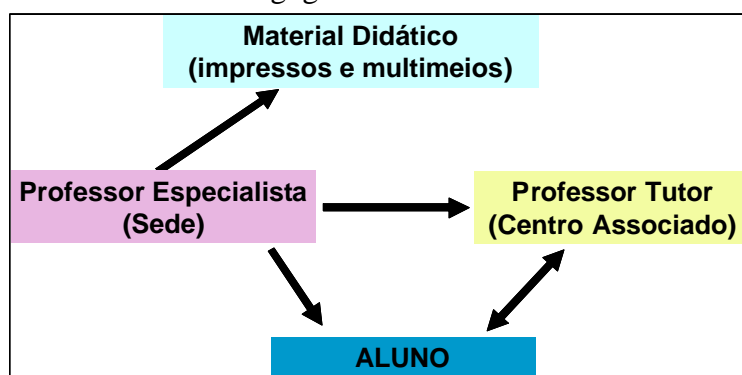 Material Didático
(impressos e multimeios)
Professor Especialista
(Sede)
Professor Tutor
(Centro Associado)
ALUNO